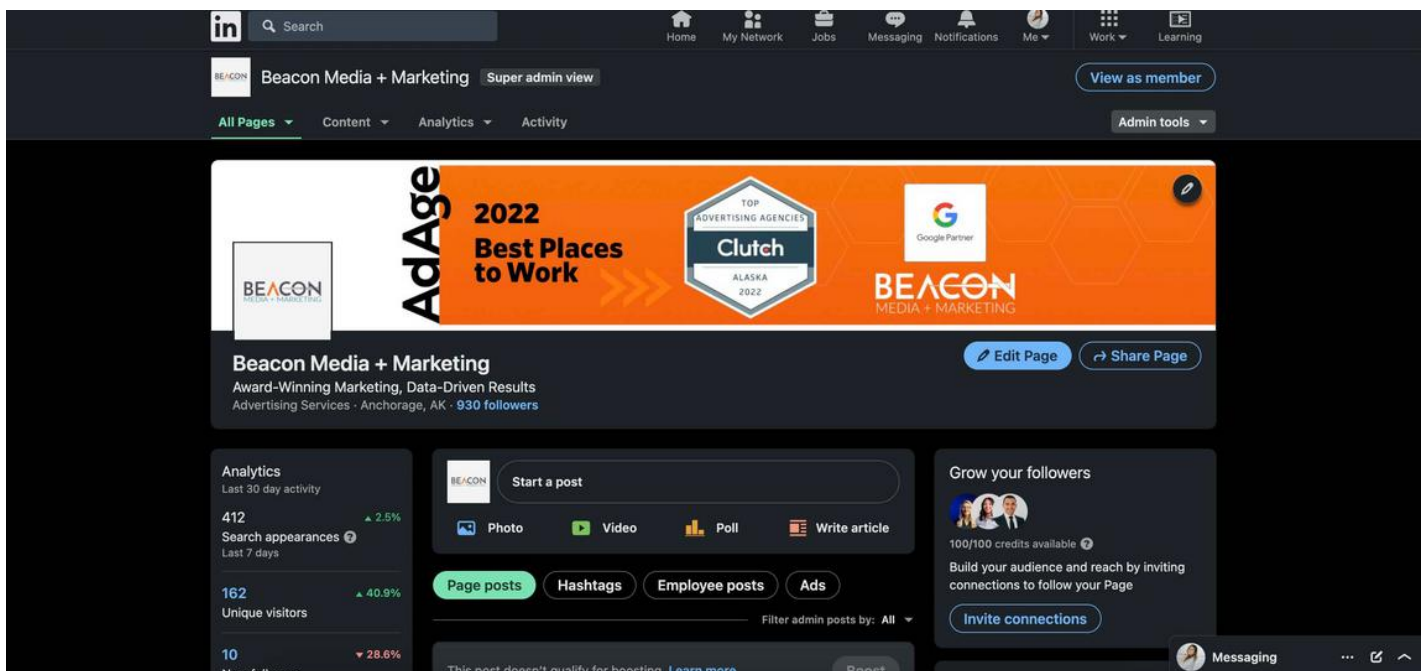 in
Search
Home
My Network
Jobs
Messaging
Notifications
Me
Work
Learning
BEACON
Beacon Media + Marketing
Super admin view
View as member
All Pages
Content
Analytics
Activity
Admin tools
AdAge
2022
Best Places
to Work
TOP
ADVERTISING AGENCIES
Clutch
ALASKA
2022
G
Google Partner
BEACON
MEDIA + MARKETING
BEACON
MEDIA + MARKETING
Beacon Media + Marketing
Award-Winning Marketing, Data-Driven Results
Advertising Services · Anchorage, AK · 930 followers
Edit Page
Share Page
Analytics
Last 30 day activity
412
2.5%
Search appearances
Last 7 days
162
40.9%
Unique visitors
10
28.6%
BEACON
Start a post
Photo
Video
Poll
Write article
Page posts
Hashtags
Employee posts
Ads
Filter admin posts by: All
This post doesn't qualify for boosting. Learn more
Boost
Grow your followers
100/100 credits available
Build your audience and reach by inviting
connections to follow your Page
Invite connections
Messaging